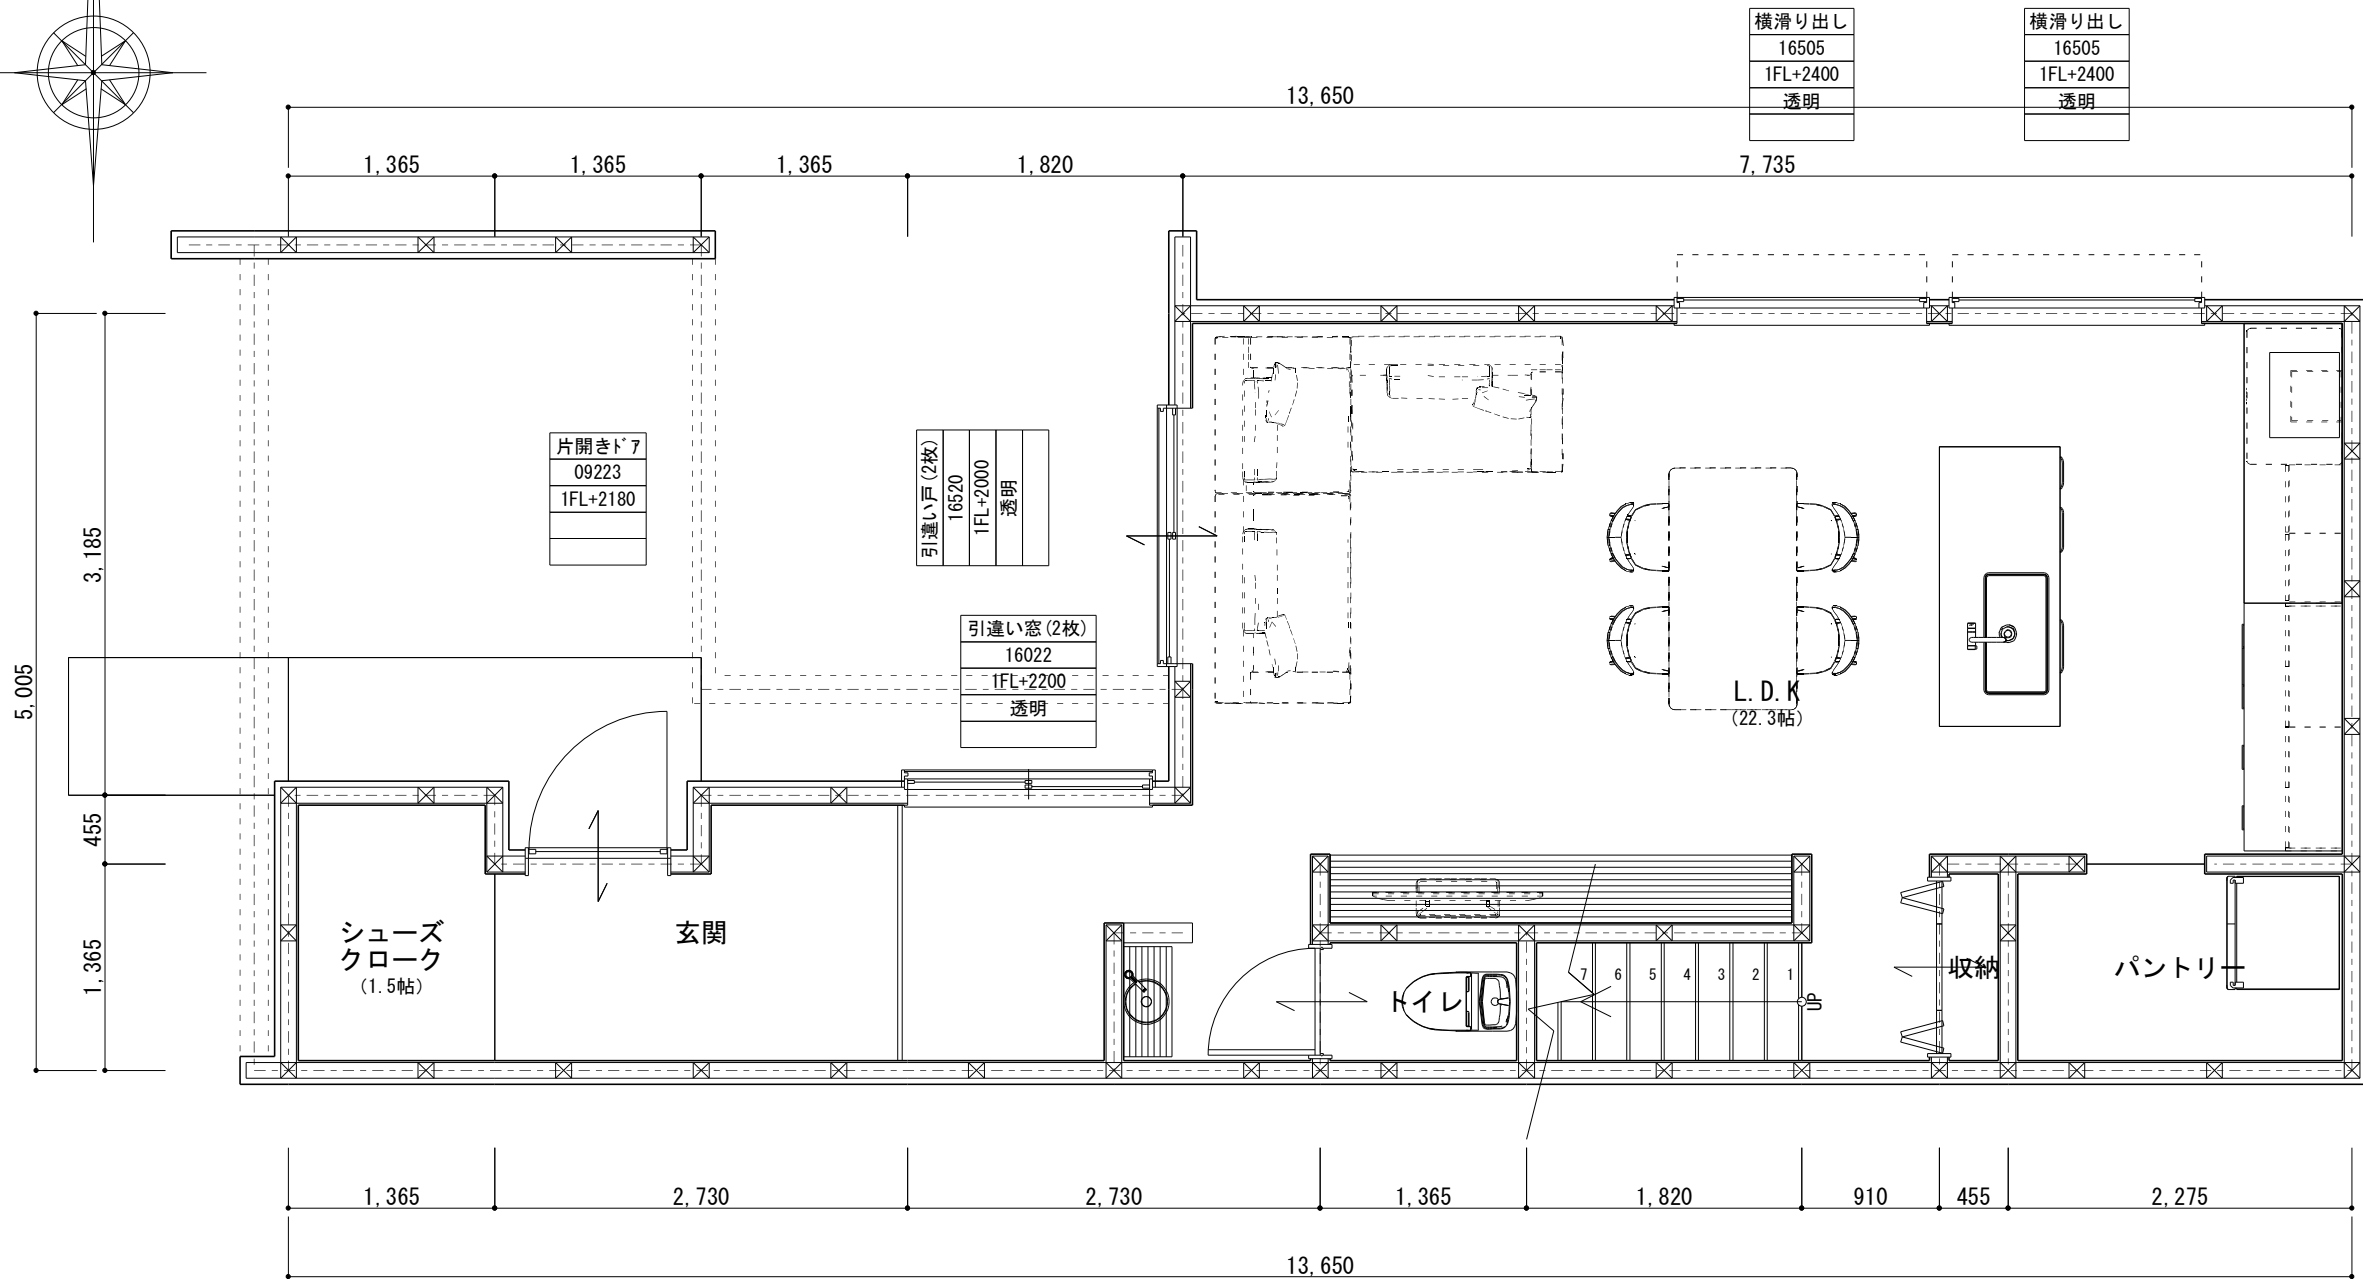 横滑り出し
16505
1FL+2400
透明
横滑り出し
16505
1FL+2400
透明
13,650
1,365
1,365
1,365
1,820
7,735
片開きﾄﾞｱ
09223
1FL+2180
引違い戸(2枚)
16520
1FL+2000
透明
引違い窓(2枚)
16022
1FL+2200
透明
5,005
3,185
455
1,365
L.D.K
(22.3帖)
シューズ
クローク
(1.5帖)
玄関
トイレ
7
6
5
4
3
2
1
UP
収納
パントリー
1,365
2,730
2,730
1,365
1,820
910
455
2,275
13,650